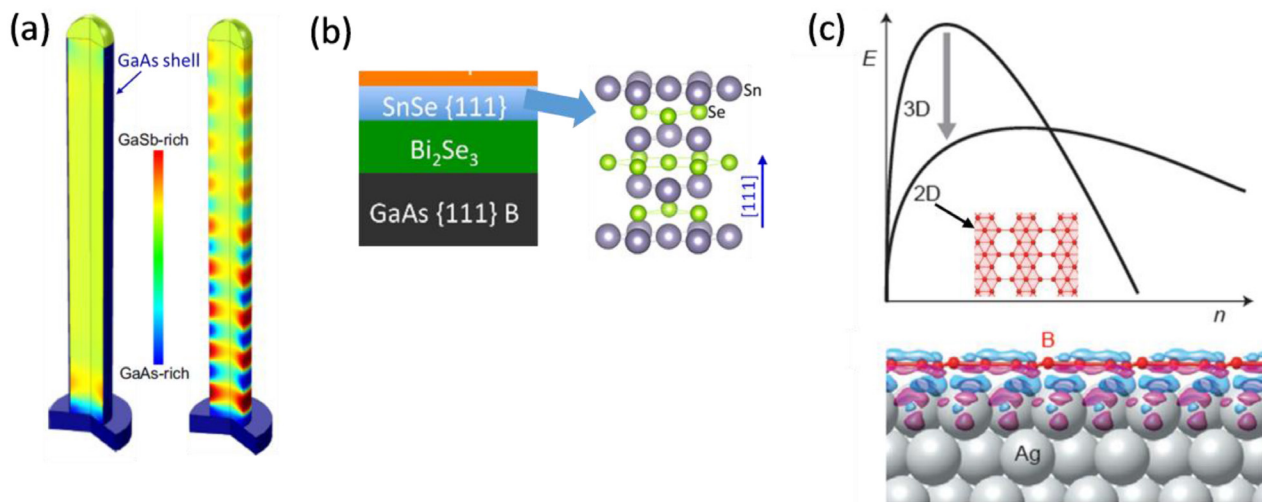 (a)
GaAs shell
GaSb-rich
GaAs-rich
(b)
SnSe {111}
Bi2Se3
GaAs {111} B
Sn
Se
[111]
(c)
E
3D
2D
n
B
Ag